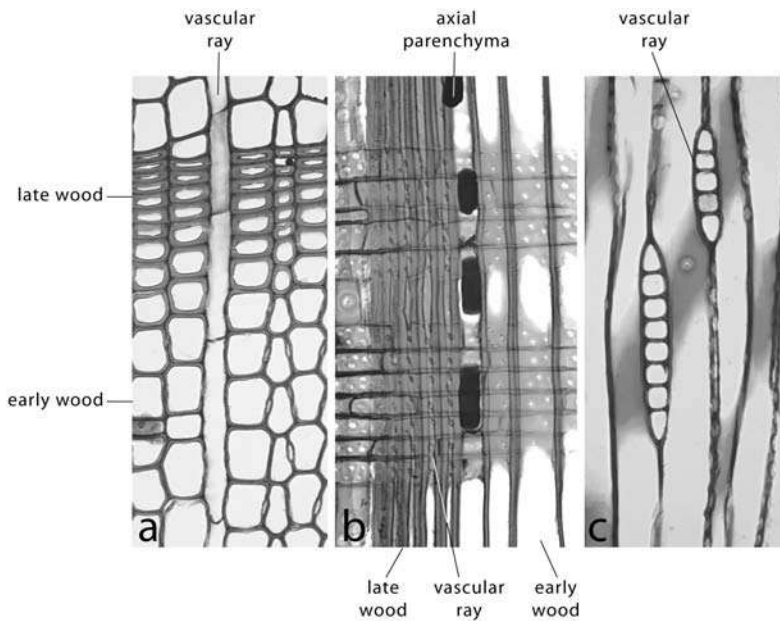 vascular
ray
axial
parenchyma
vascular
ray
late wood
early wood
a
b
c
late
wood
vascular
ray
early
wood